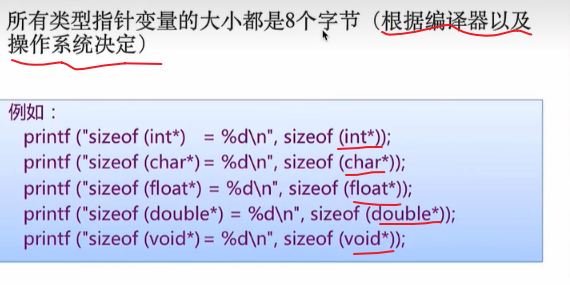 所有类型指针变量的大小都是8个字节（根据编译器以及
操作系统决定）
例如：
printf ("sizeof (int*)   = %d\n", sizeof (int*));
printf ("sizeof (char*) = %d\n", sizeof (char*));
printf ("sizeof (float*) = %d\n", sizeof (float*));
printf ("sizeof (double*) = %d\n", sizeof (double*));
printf ("sizeof (void*) = %d\n", sizeof (void*));